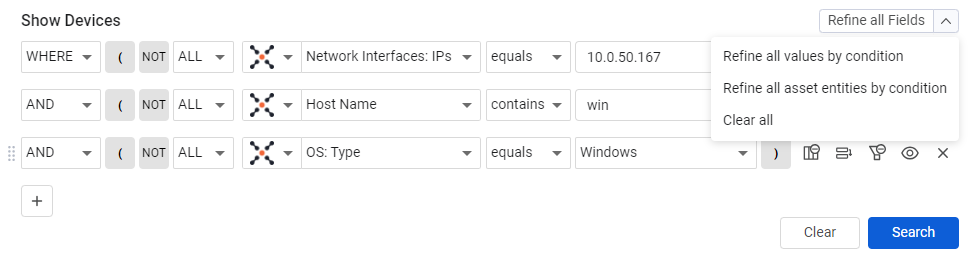 Show Devices Refine all Fields
WHERE ( NOT ALL Network Interfaces: IPs equals 10.0.50.167
Refine all values by condition
Refine all asset entities by condition
AND ( NOT ALL Host Name contains win
Clear all
AND ( NOT ALL OS: Type equals Windows )
+
Clear Search